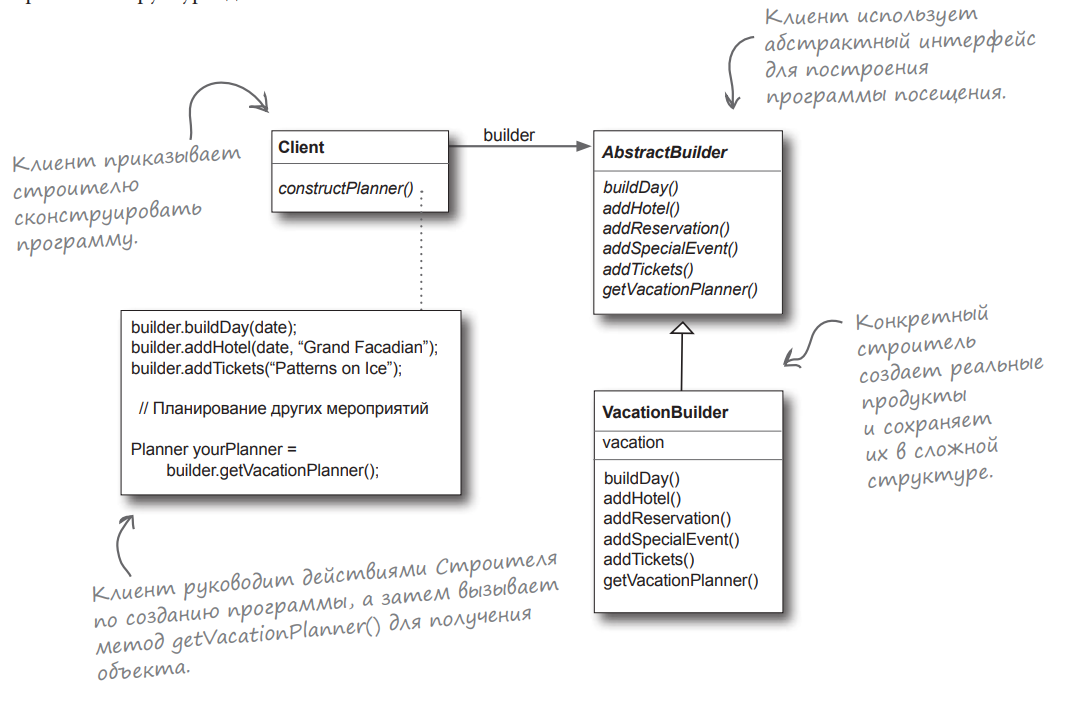 Клиент использует
абстрактный интерфейс
для построения
программы посещения.
Клиент приказывает
строителю
сконструировать
программу.
Client
constructPlanner()
builder
AbstractBuilder
buildDay()
addHotel()
addReservation()
addSpecialEvent()
addTickets()
getVacationPlanner()
builder.buildDay(date);
builder.addHotel(date, “Grand Facadian”);
builder.addTickets(“Patterns on Ice”);
// Планирование других мероприятий
Planner yourPlanner =
builder.getVacationPlanner();
Конкретный
строитель
создает реальные
продукты
и сохраняет
их в сложной
структуре.
VacationBuilder
vacation
buildDay()
addHotel()
addReservation()
addSpecialEvent()
addTickets()
getVacationPlanner()
Клиент руководит действиями Строителя
по созданию программы, а затем вызывает
метод getVacationPlanner() для получения
объекта.